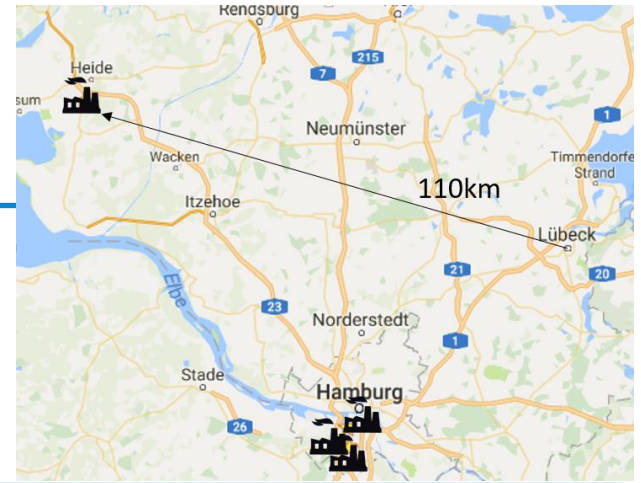 Rendsburg
215
7
Heide
1
sum
Neumünster
Wacken
Timmendorfe
Strand
110km
Itzehoe
Lübeck
21
20
Elbe
23
Norderstedt
1
Stade
Hamburg
26